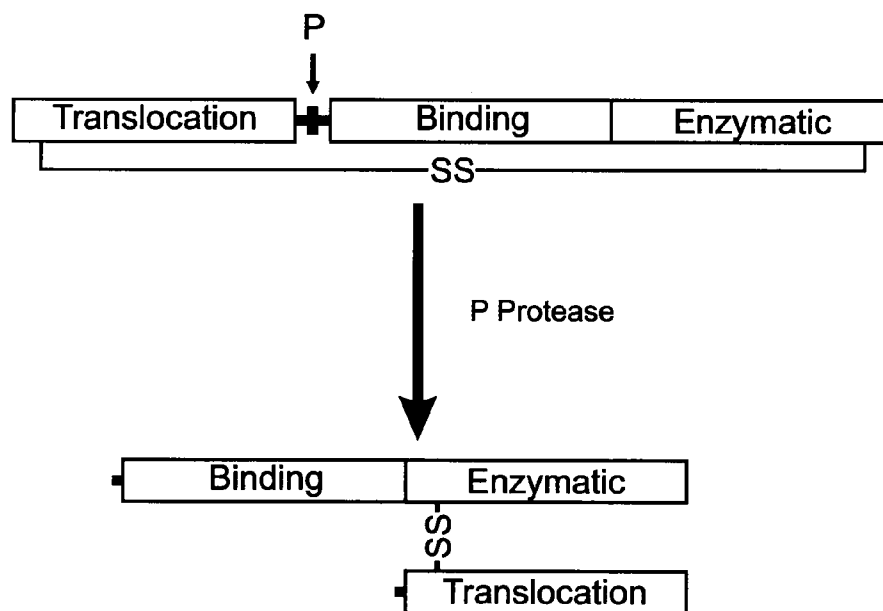 P
Translocation Binding Enzymatic
SS
P Protease
Binding Enzymatic
SS
Translocation